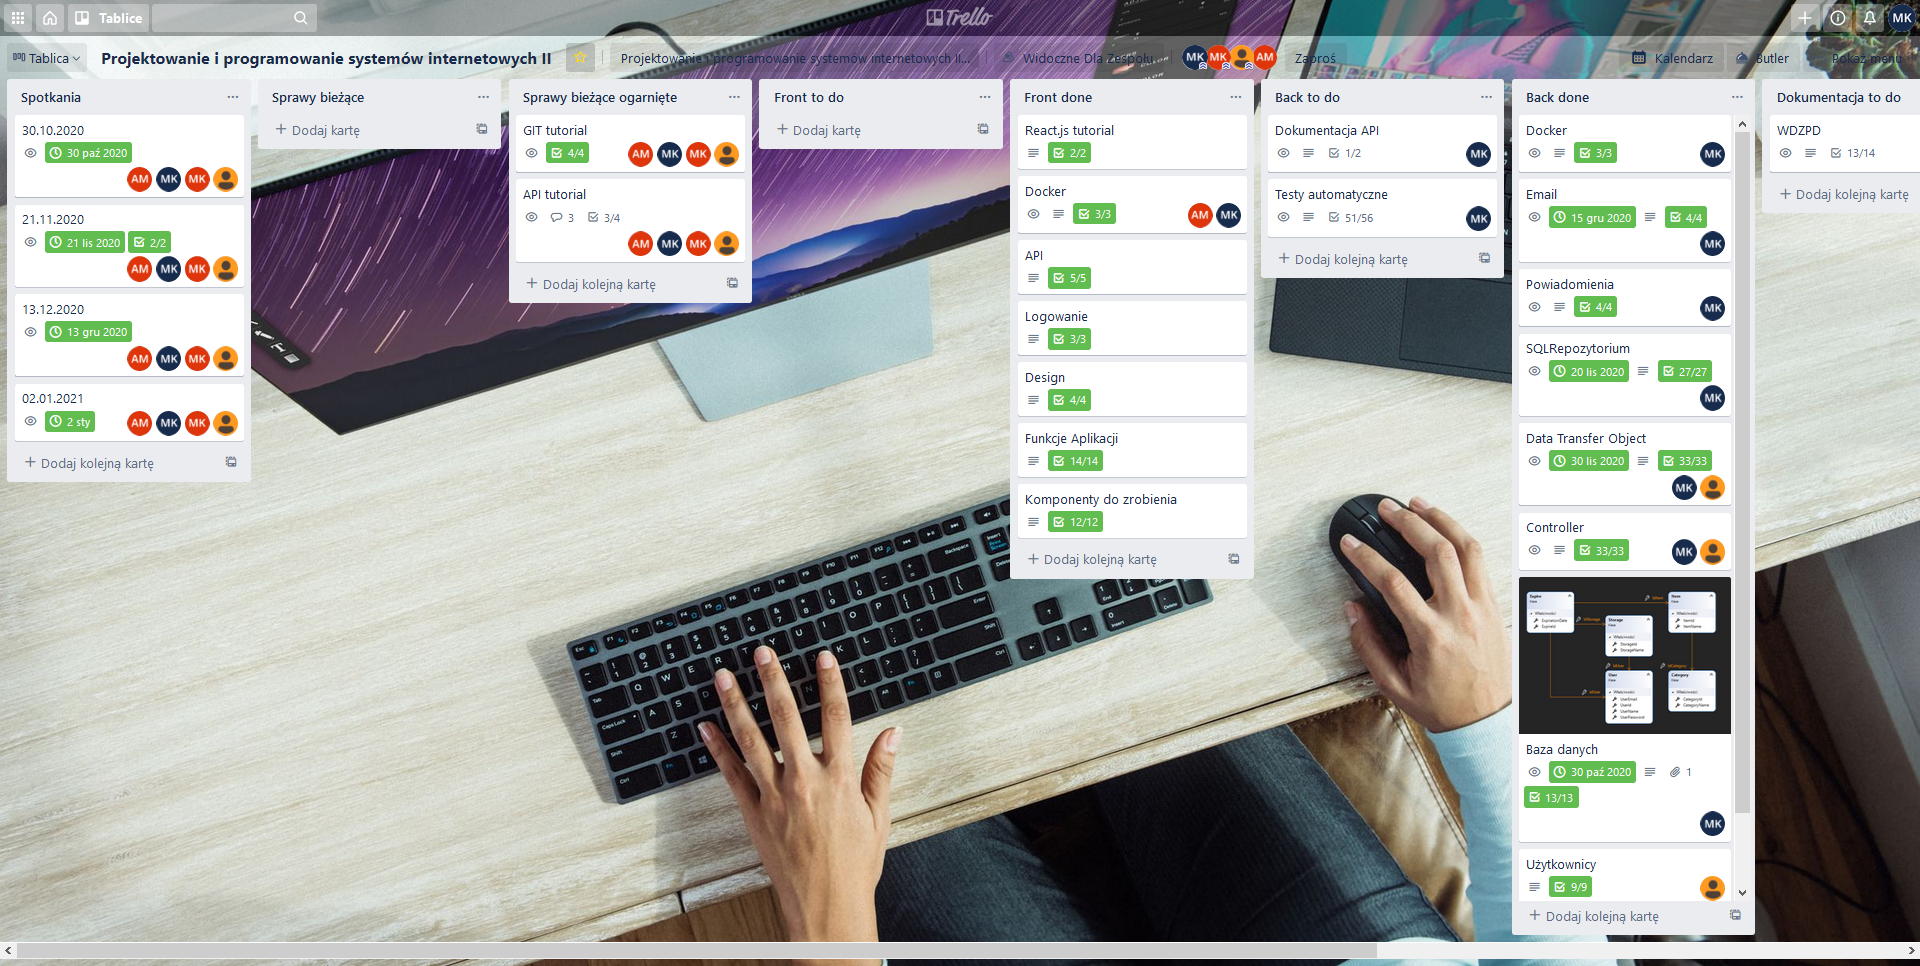 Tablice
Trello
MK
Tablica
Projektowanie i programowanie systemów internetowych II
Projektowanie i programowanie systemów internetowych II...
Widoczne Dla Zespołu
MK MK AM
Zaproś
Kalendarz
Butler
Pokaż menu
Spotkania
30.10.2020
30 paź 2020
AM MK MK
21.11.2020
21 lis 2020 2/2
AM MK MK
13.12.2020
13 gru 2020
AM MK MK
02.01.2021
2 sty
AM MK MK
+ Dodaj kolejną kartę
Sprawy bieżące
+ Dodaj kartę
Sprawy bieżące ogarnięte
GIT tutorial
4/4
AM MK MK
API tutorial
3 3/4
AM MK MK
+ Dodaj kolejną kartę
Front to do
+ Dodaj kartę
Front done
React.js tutorial
2/2
Docker
3/3
AM MK
API
5/5
Logowanie
3/3
Design
4/4
Funkcje Aplikacji
14/14
Komponenty do zrobienia
12/12
+ Dodaj kolejną kartę
Back to do
Dokumentacja API
1/2
MK
Testy automatyczne
51/56
MK
+ Dodaj kolejną kartę
Back done
Docker
3/3
MK
Email
15 gru 2020 4/4
MK
Powiadomienia
4/4
MK
SQLRepozytorium
20 lis 2020 27/27
MK
Data Transfer Object
30 lis 2020 33/33
MK
Controller
33/33
MK
Baza danych
30 paź 2020 1
13/13
MK
Użytkownicy
9/9
+ Dodaj kolejną kartę
Dokumentacja to do
WDZPD
13/14
+ Dodaj kolejną kartę